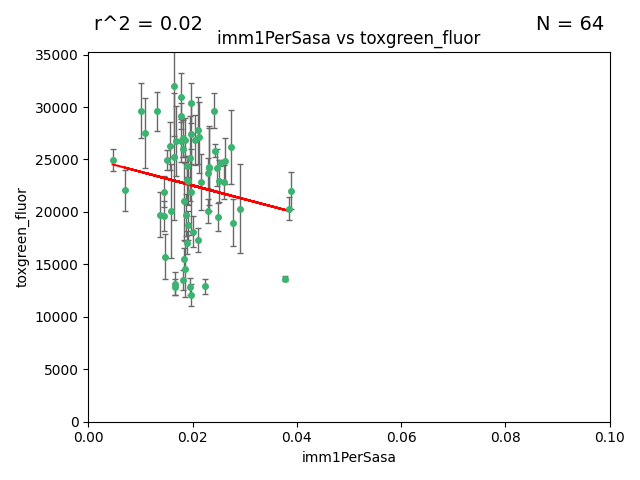 r^2 = 0.02
N = 64
imm1PerSasa vs toxgreen_fluor
35000
30000
25000
20000
15000
10000
5000
0
toxgreen_fluor
0.00 0.02 0.04 0.06 0.08 0.10
imm1PerSasa